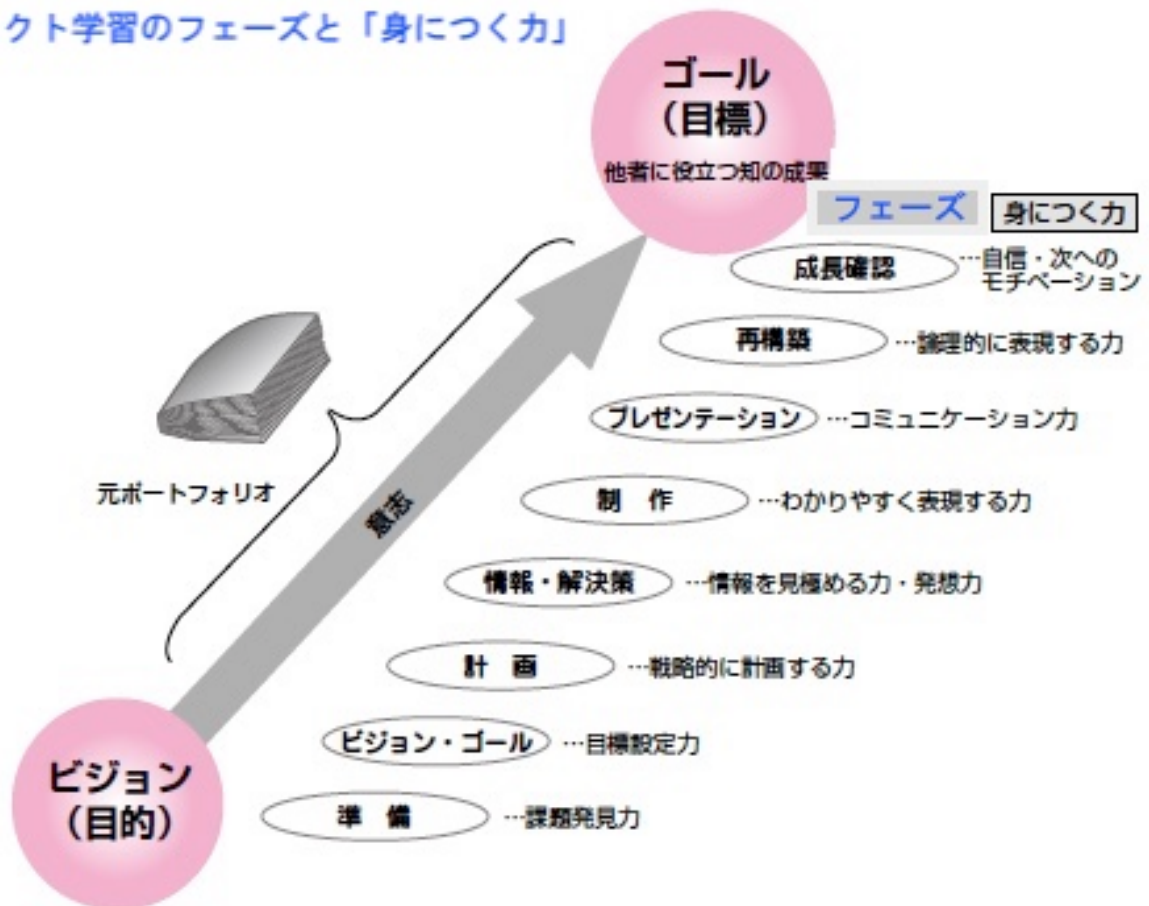 クト学習のフェーズと「身につく力」
ゴール
（目標）
他者に役立つ知の成果
フェーズ 身につく力
成長確認 …自信・次への
モチベーション
再構築 …論理的に表現する力
プレゼンテーション …コミュニケーション力
制　作 …わかりやすく表現する力
元ポートフォリオ
意志
情報・解決策 …情報を見極める力・発想力
計　画 …戦略的に計画する力
ビジョン・ゴール …目標設定力
ビジョン
（目的）
準　備 …課題発見力